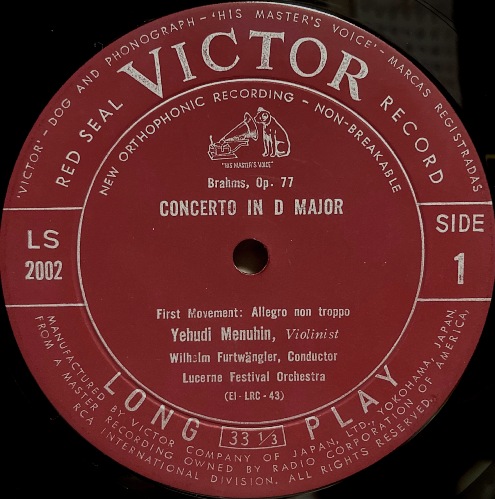 'VICTOR' – DOG AND PHONOGRAPH – 'HIS MASTER'S VOICE' – MARCAS REGISTRADAS
RED SEAL VICTOR RECORD
NEW ORTHOPHONIC RECORDING – NON-BREAKABLE
"HIS MASTER'S VOICE"
Brahms, Op. 77
CONCERTO IN D MAJOR
LS
2002
SIDE
1
First Movement: Allegro non troppo
Yehudi Menuhin, Violinist
Wilhelm Furtwängler, Conductor
Lucerne Festival Orchestra
(EI-LRC-43)
LONG PLAY
33 1/3
MANUFACTURED BY VICTOR COMPANY OF JAPAN, LTD., YOKOHAMA, JAPAN,
FROM A MASTER RECORDING OWNED BY RADIO CORPORATION OF AMERICA,
RCA INTERNATIONAL DIVISION. ALL RIGHTS RESERVED.